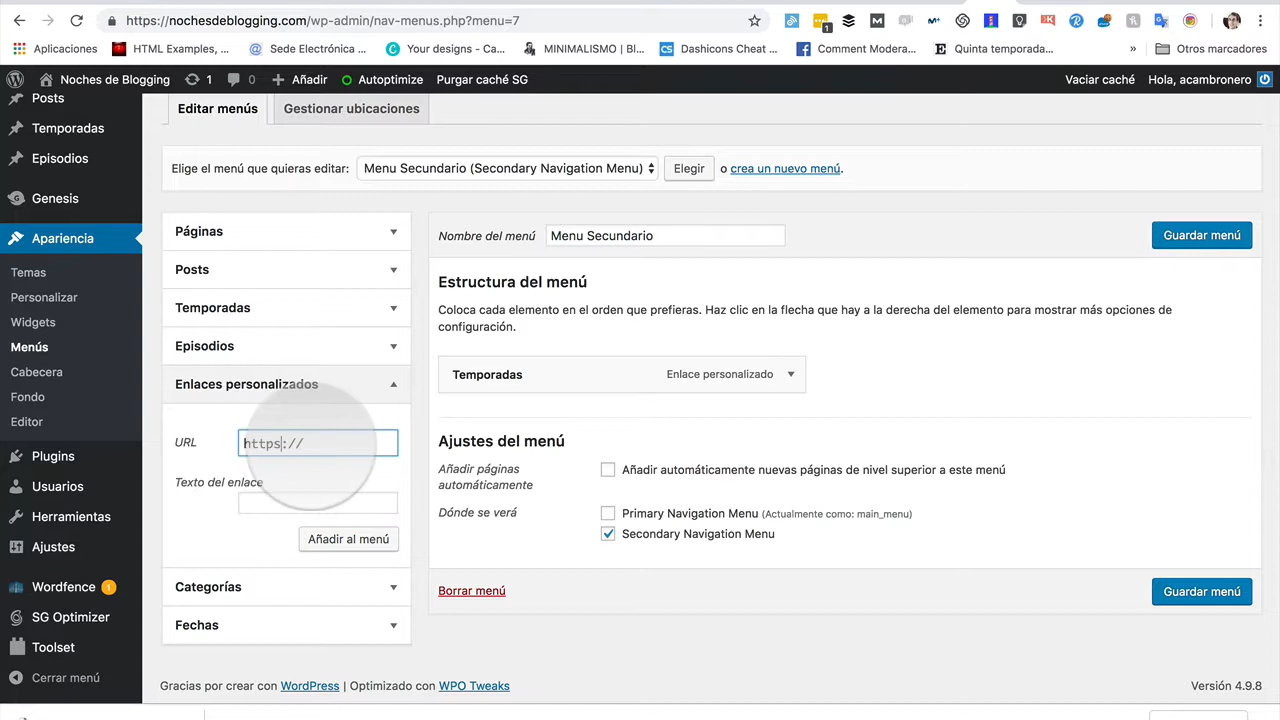 https://nochesdeblogging.com/wp-admin/nav-menus.php?menu=7
Aplicaciones
HTML Examples, ...
Sede Electrónica ...
Your designs - Ca...
MINIMALISMO | Bl...
Dashicons Cheat ...
Comment Modera...
Quinta temporada...
»
Otros marcadores
Noches de Blogging
1
0
Añadir
Autoptimize
Purgar caché SG
Vaciar caché
Hola, acambronero
Posts
Temporadas
Episodios
Genesis
Apariencia
Temas
Personalizar
Widgets
Menús
Cabecera
Fondo
Editor
Plugins
Usuarios
Herramientas
Ajustes
Wordfence 1
SG Optimizer
Toolset
Cerrar menú
Editar menús
Gestionar ubicaciones
Elige el menú que quieras editar: Menu Secundario (Secondary Navigation Menu) Elegir o crea un nuevo menú.
Páginas
Posts
Temporadas
Episodios
Enlaces personalizados
URL https://
Texto del enlace
Añadir al menú
Categorías
Fechas
Nombre del menú Menu Secundario Guardar menú
Estructura del menú
Coloca cada elemento en el orden que prefieras. Haz clic en la flecha que hay a la derecha del elemento para mostrar más opciones de
configuración.
Temporadas Enlace personalizado
Ajustes del menú
Añadir páginas
automáticamente
Añadir automáticamente nuevas páginas de nivel superior a este menú
Dónde se verá
Primary Navigation Menu (Actualmente como: main_menu)
Secondary Navigation Menu
Borrar menú
Guardar menú
Gracias por crear con WordPress | Optimizado con WPO Tweaks
Versión 4.9.8